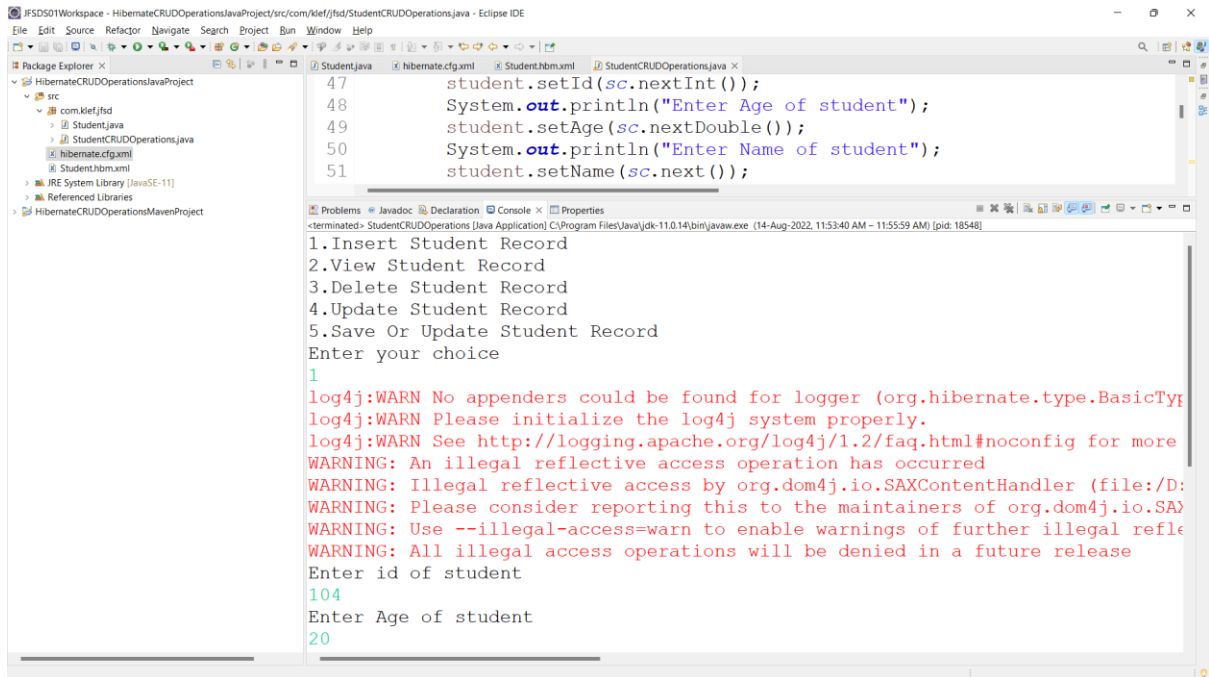 JFSDS01Workspace - HibernateCRUDOperationsJavaProject/src/com/klef/jfsd/StudentCRUDOperations.java - Eclipse IDE
File Edit Source Refactor Navigate Search Project Run Window Help
Package Explorer
HibernateCRUDOperationsJavaProject
src
com.klef.jfsd
Student.java
StudentCRUDOperations.java
hibernate.cfg.xml
Student.hbm.xml
JRE System Library [JavaSE-11]
Referenced Libraries
HibernateCRUDOperationsMavenProject
Student.java hibernate.cfg.xml Student.hbm.xml StudentCRUDOperations.java
47 student.setId(sc.nextInt());
48 System.out.println("Enter Age of student");
49 student.setAge(sc.nextDouble());
50 System.out.println("Enter Name of student");
51 student.setName(sc.next());
Problems Javadoc Declaration Console Properties
<terminated> StudentCRUDOperations [Java Application] C:\Program Files\Java\jdk-11.0.14\bin\javaw.exe (14-Aug-2022, 11:53:40 AM – 11:55:59 AM) [pid: 18548]
1.Insert Student Record
2.View Student Record
3.Delete Student Record
4.Update Student Record
5.Save Or Update Student Record
Enter your choice
1
log4j:WARN No appenders could be found for logger (org.hibernate.type.BasicTyp
log4j:WARN Please initialize the log4j system properly.
log4j:WARN See http://logging.apache.org/log4j/1.2/faq.html#noconfig for more
WARNING: An illegal reflective access operation has occurred
WARNING: Illegal reflective access by org.dom4j.io.SAXContentHandler (file:/D:
WARNING: Please consider reporting this to the maintainers of org.dom4j.io.SAX
WARNING: Use --illegal-access=warn to enable warnings of further illegal refle
WARNING: All illegal access operations will be denied in a future release
Enter id of student
104
Enter Age of student
20